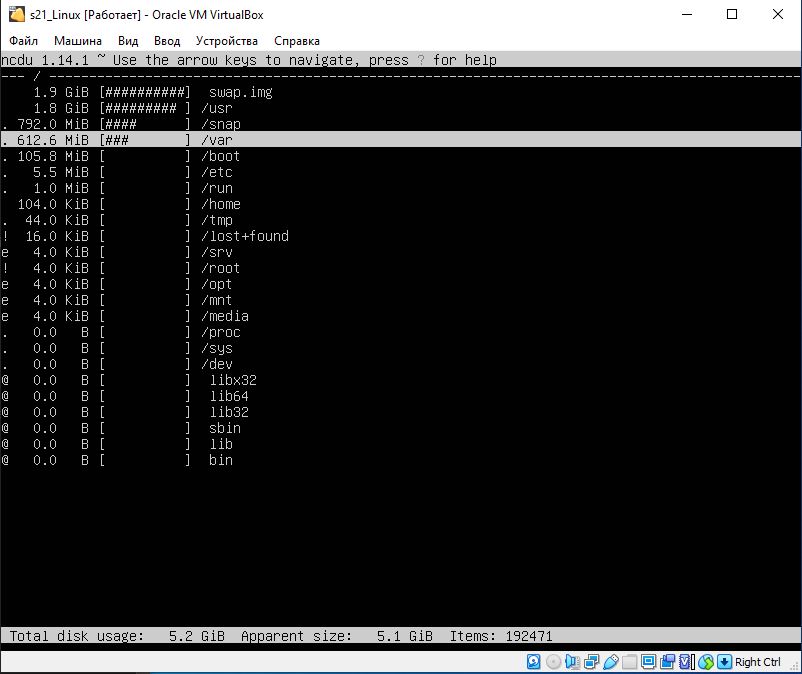 s21_Linux [Работает] - Oracle VM VirtualBox
Файл Машина Вид Ввод Устройства Справка
ncdu 1.14.1 ~ Use the arrow keys to navigate, press ? for help
--- / ---------------------------------------------------------------------------------------------
    1.9 GiB [##########]  swap.img
    1.8 GiB [######### ] /usr
. 792.0 MiB [####      ] /snap
. 612.6 MiB [###       ] /var
. 105.8 MiB [          ] /boot
.   5.5 MiB [          ] /etc
.   1.0 MiB [          ] /run
  104.0 KiB [          ] /home
.  44.0 KiB [          ] /tmp
!  16.0 KiB [          ] /lost+found
e   4.0 KiB [          ] /srv
!   4.0 KiB [          ] /root
e   4.0 KiB [          ] /opt
e   4.0 KiB [          ] /mnt
e   4.0 KiB [          ] /media
.   0.0   B [          ] /proc
.   0.0   B [          ] /sys
.   0.0   B [          ] /dev
@   0.0   B [          ]  libx32
@   0.0   B [          ]  lib64
@   0.0   B [          ]  lib32
@   0.0   B [          ]  sbin
@   0.0   B [          ]  lib
@   0.0   B [          ]  bin
Total disk usage:   5.2 GiB  Apparent size:   5.1 GiB  Items: 192471
Right Ctrl